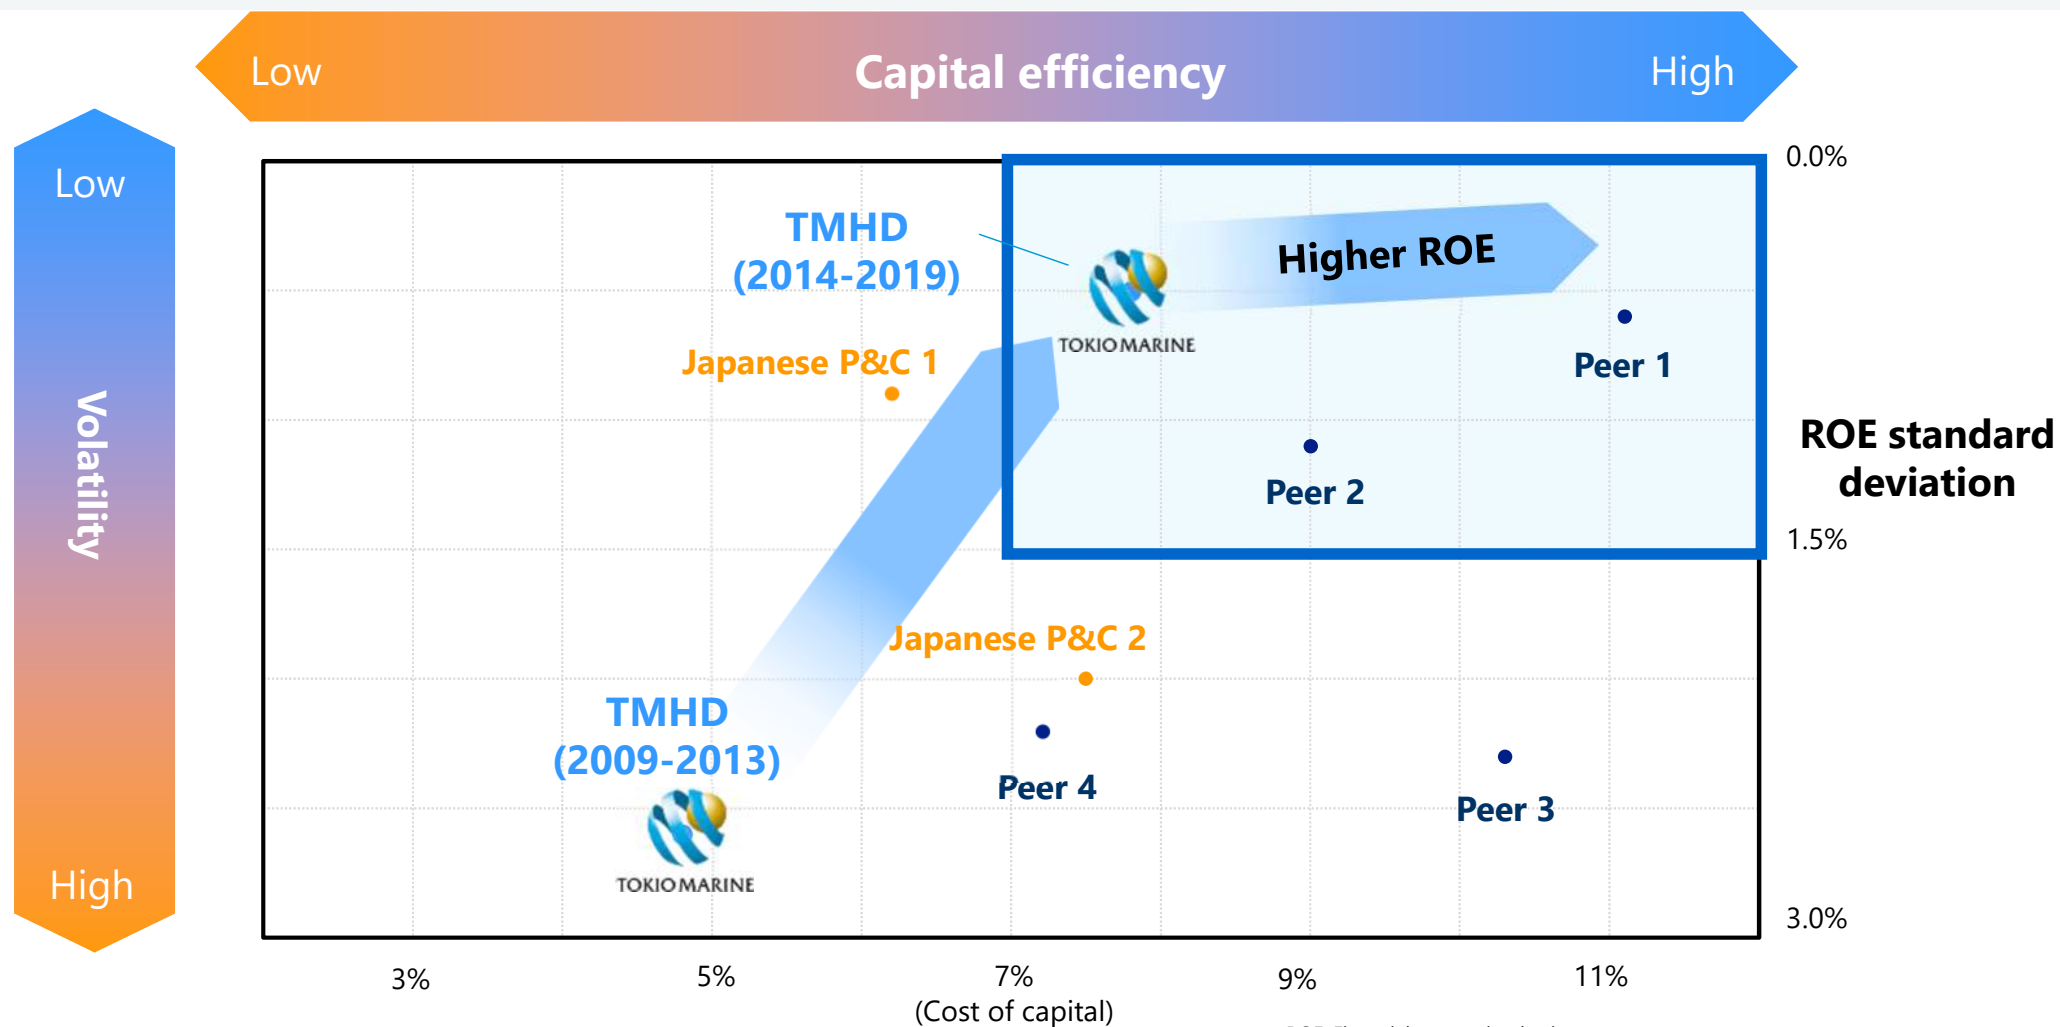 Low
Capital efficiency
High
Low
Volatility
High
0.0%
TMHD
(2014-2019)
Higher ROE
TOKIO MARINE
Japanese P&C 1
Peer 1
Peer 2
ROE standard
deviation
1.5%
Japanese P&C 2
TMHD
(2009-2013)
Peer 4
Peer 3
TOKIO MARINE
3.0%
3%
5%
7%
9%
11%
(Cost of capital)